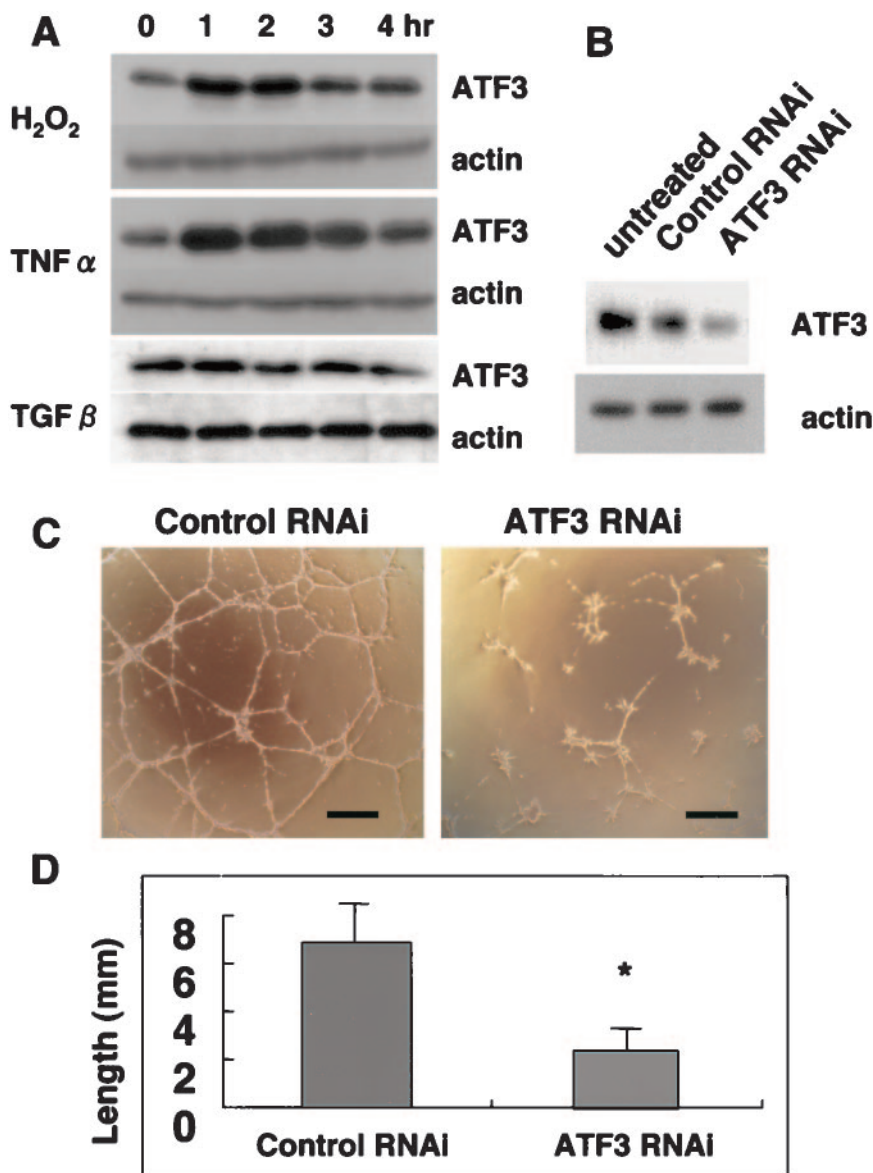 A
0 1 2 3 4 hr
H₂O₂
ATF3
actin
TNF α
ATF3
actin
TGF β
ATF3
actin
B
untreated
Control RNAi
ATF3 RNAi
ATF3
actin
C
Control RNAi
ATF3 RNAi
D
Length (mm)
8
6
4
2
0
*
Control RNAi
ATF3 RNAi